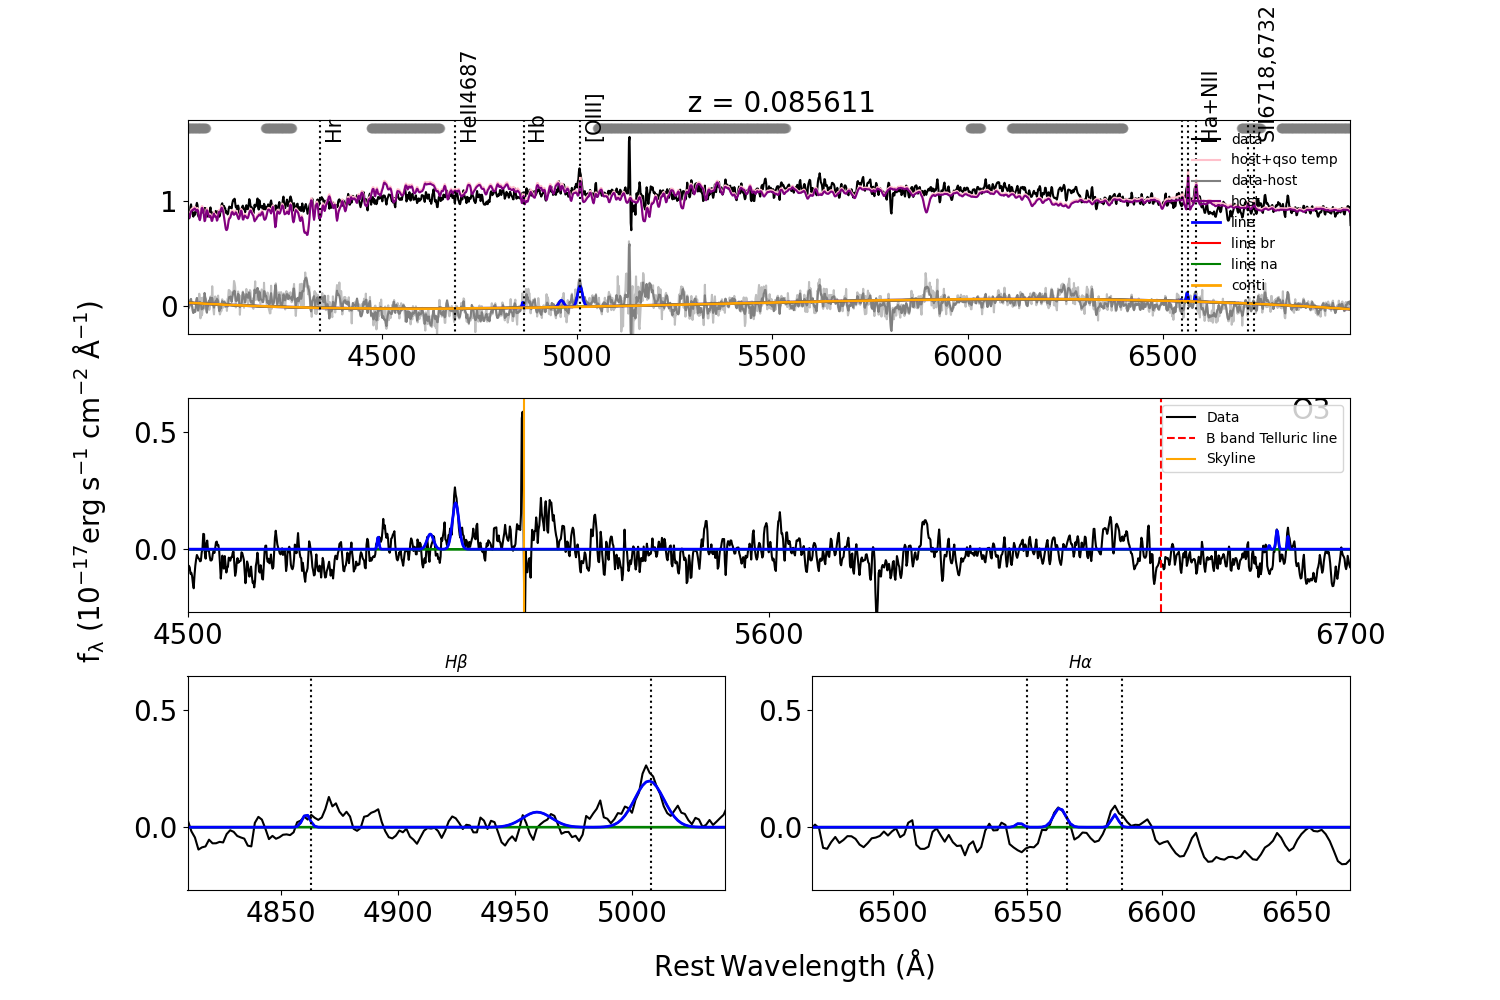 z = 0.085611
Hr
HeII4687
Hb
[OIII]
Ha+NII
SII6718,6732
data
host+qso temp
data-host
host
line
line br
line na
conti
1
0
4500
5000
5500
6000
6500
f_λ (10^{-17}erg s^{-1} cm^{-2} Å^{-1})
O3
Data
B band Telluric line
Skyline
0.5
0.0
4500
5600
6700
Hβ
0.5
0.0
4850
4900
4950
5000
Hα
0.5
0.0
6500
6550
6600
6650
Rest Wavelength (Å)